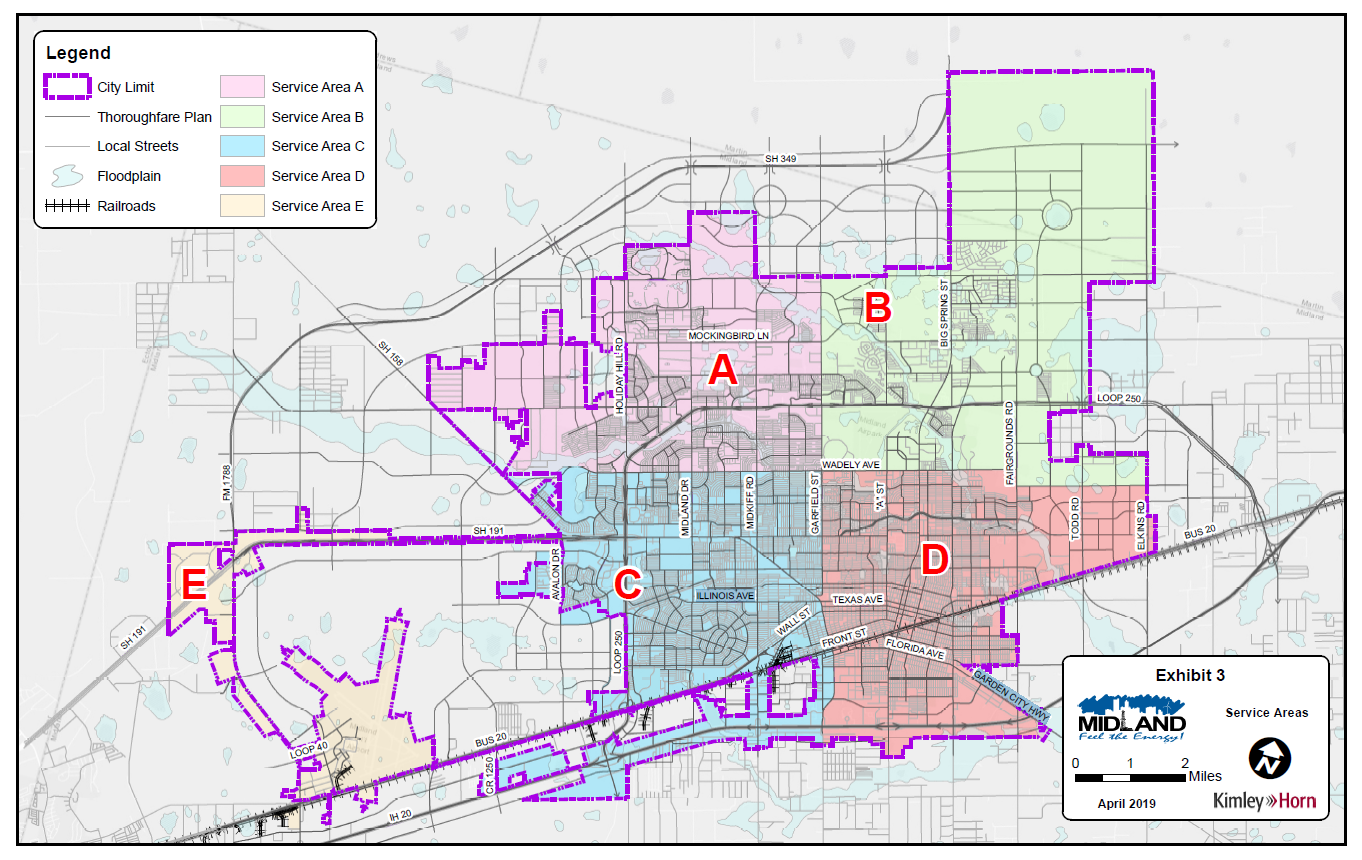 Legend
City Limit
Thoroughfare Plan
Local Streets
Floodplain
Railroads
Service Area A
Service Area B
Service Area C
Service Area D
Service Area E
SH 349
Martin
Midland
SH 158
HOLIDAY HILL RD
MOCKINGBIRD LN
A
B
BIG SPRING ST
Martin
Midland
LOOP 250
FAIRGROUNDS RD
FM 1788
WADELY AVE
MIDLAND DR
MIDKIFF RD
GARFIELD ST
"A" ST
TODD RD
ELKINS RD
BUS 20
SH 191
AVALON DR
E
C
D
ILLINOIS AVE
TEXAS AVE
WALL ST
FRONT ST
FLORIDA AVE
SH 191
LOOP 250
GARDEN CITY HWY
LOOP 40
BUS 20
CR 1250
IH 20
Exhibit 3
MIDLAND
Feel the Energy!
Service Areas
N
0 1 2
Miles
April 2019
Kimley»Horn